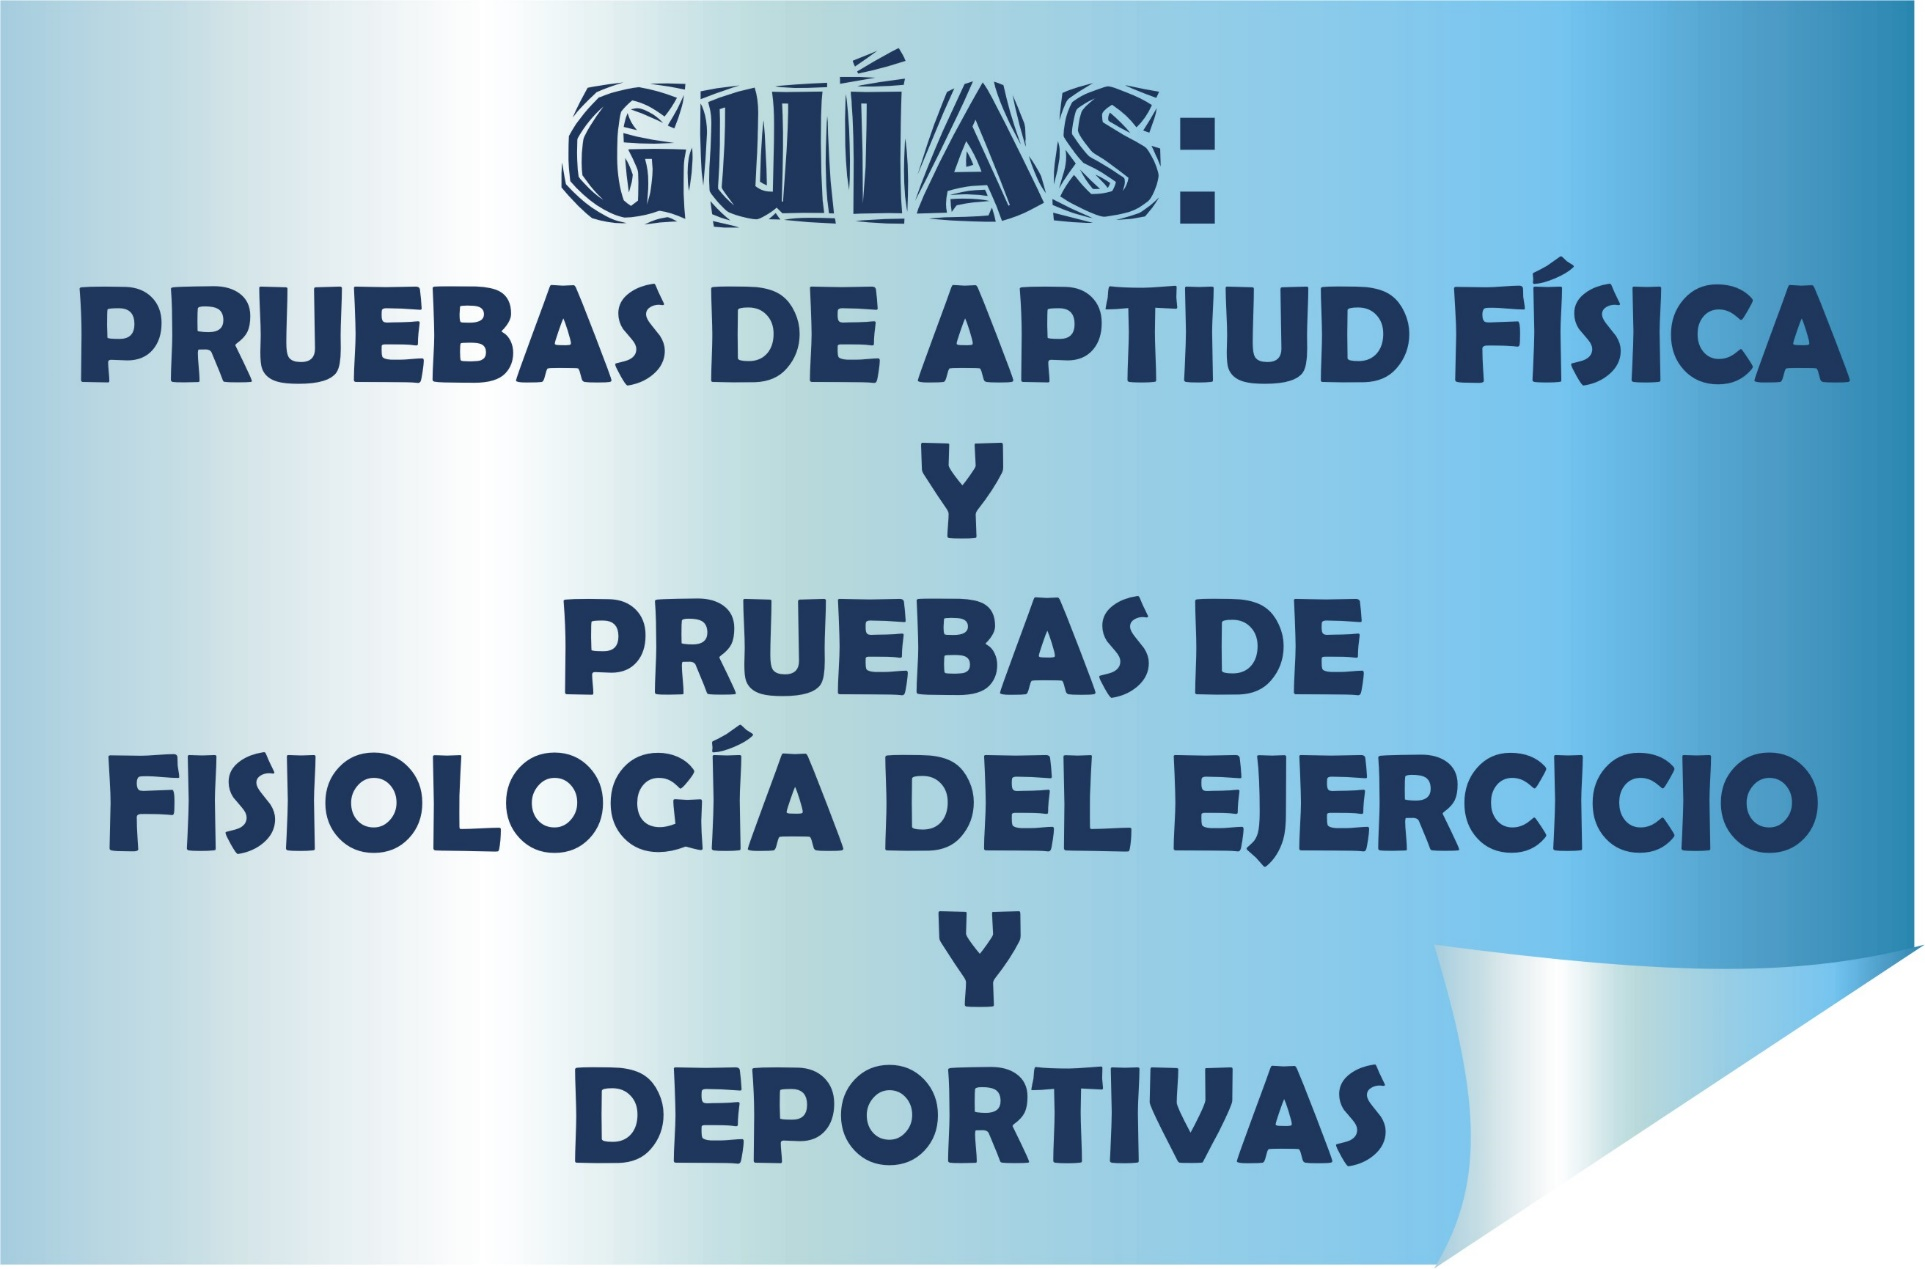 GUÍAS:
PRUEBAS DE APTIUD FÍSICA
Y
PRUEBAS DE
FISIOLOGÍA DEL EJERCICIO
Y
DEPORTIVAS